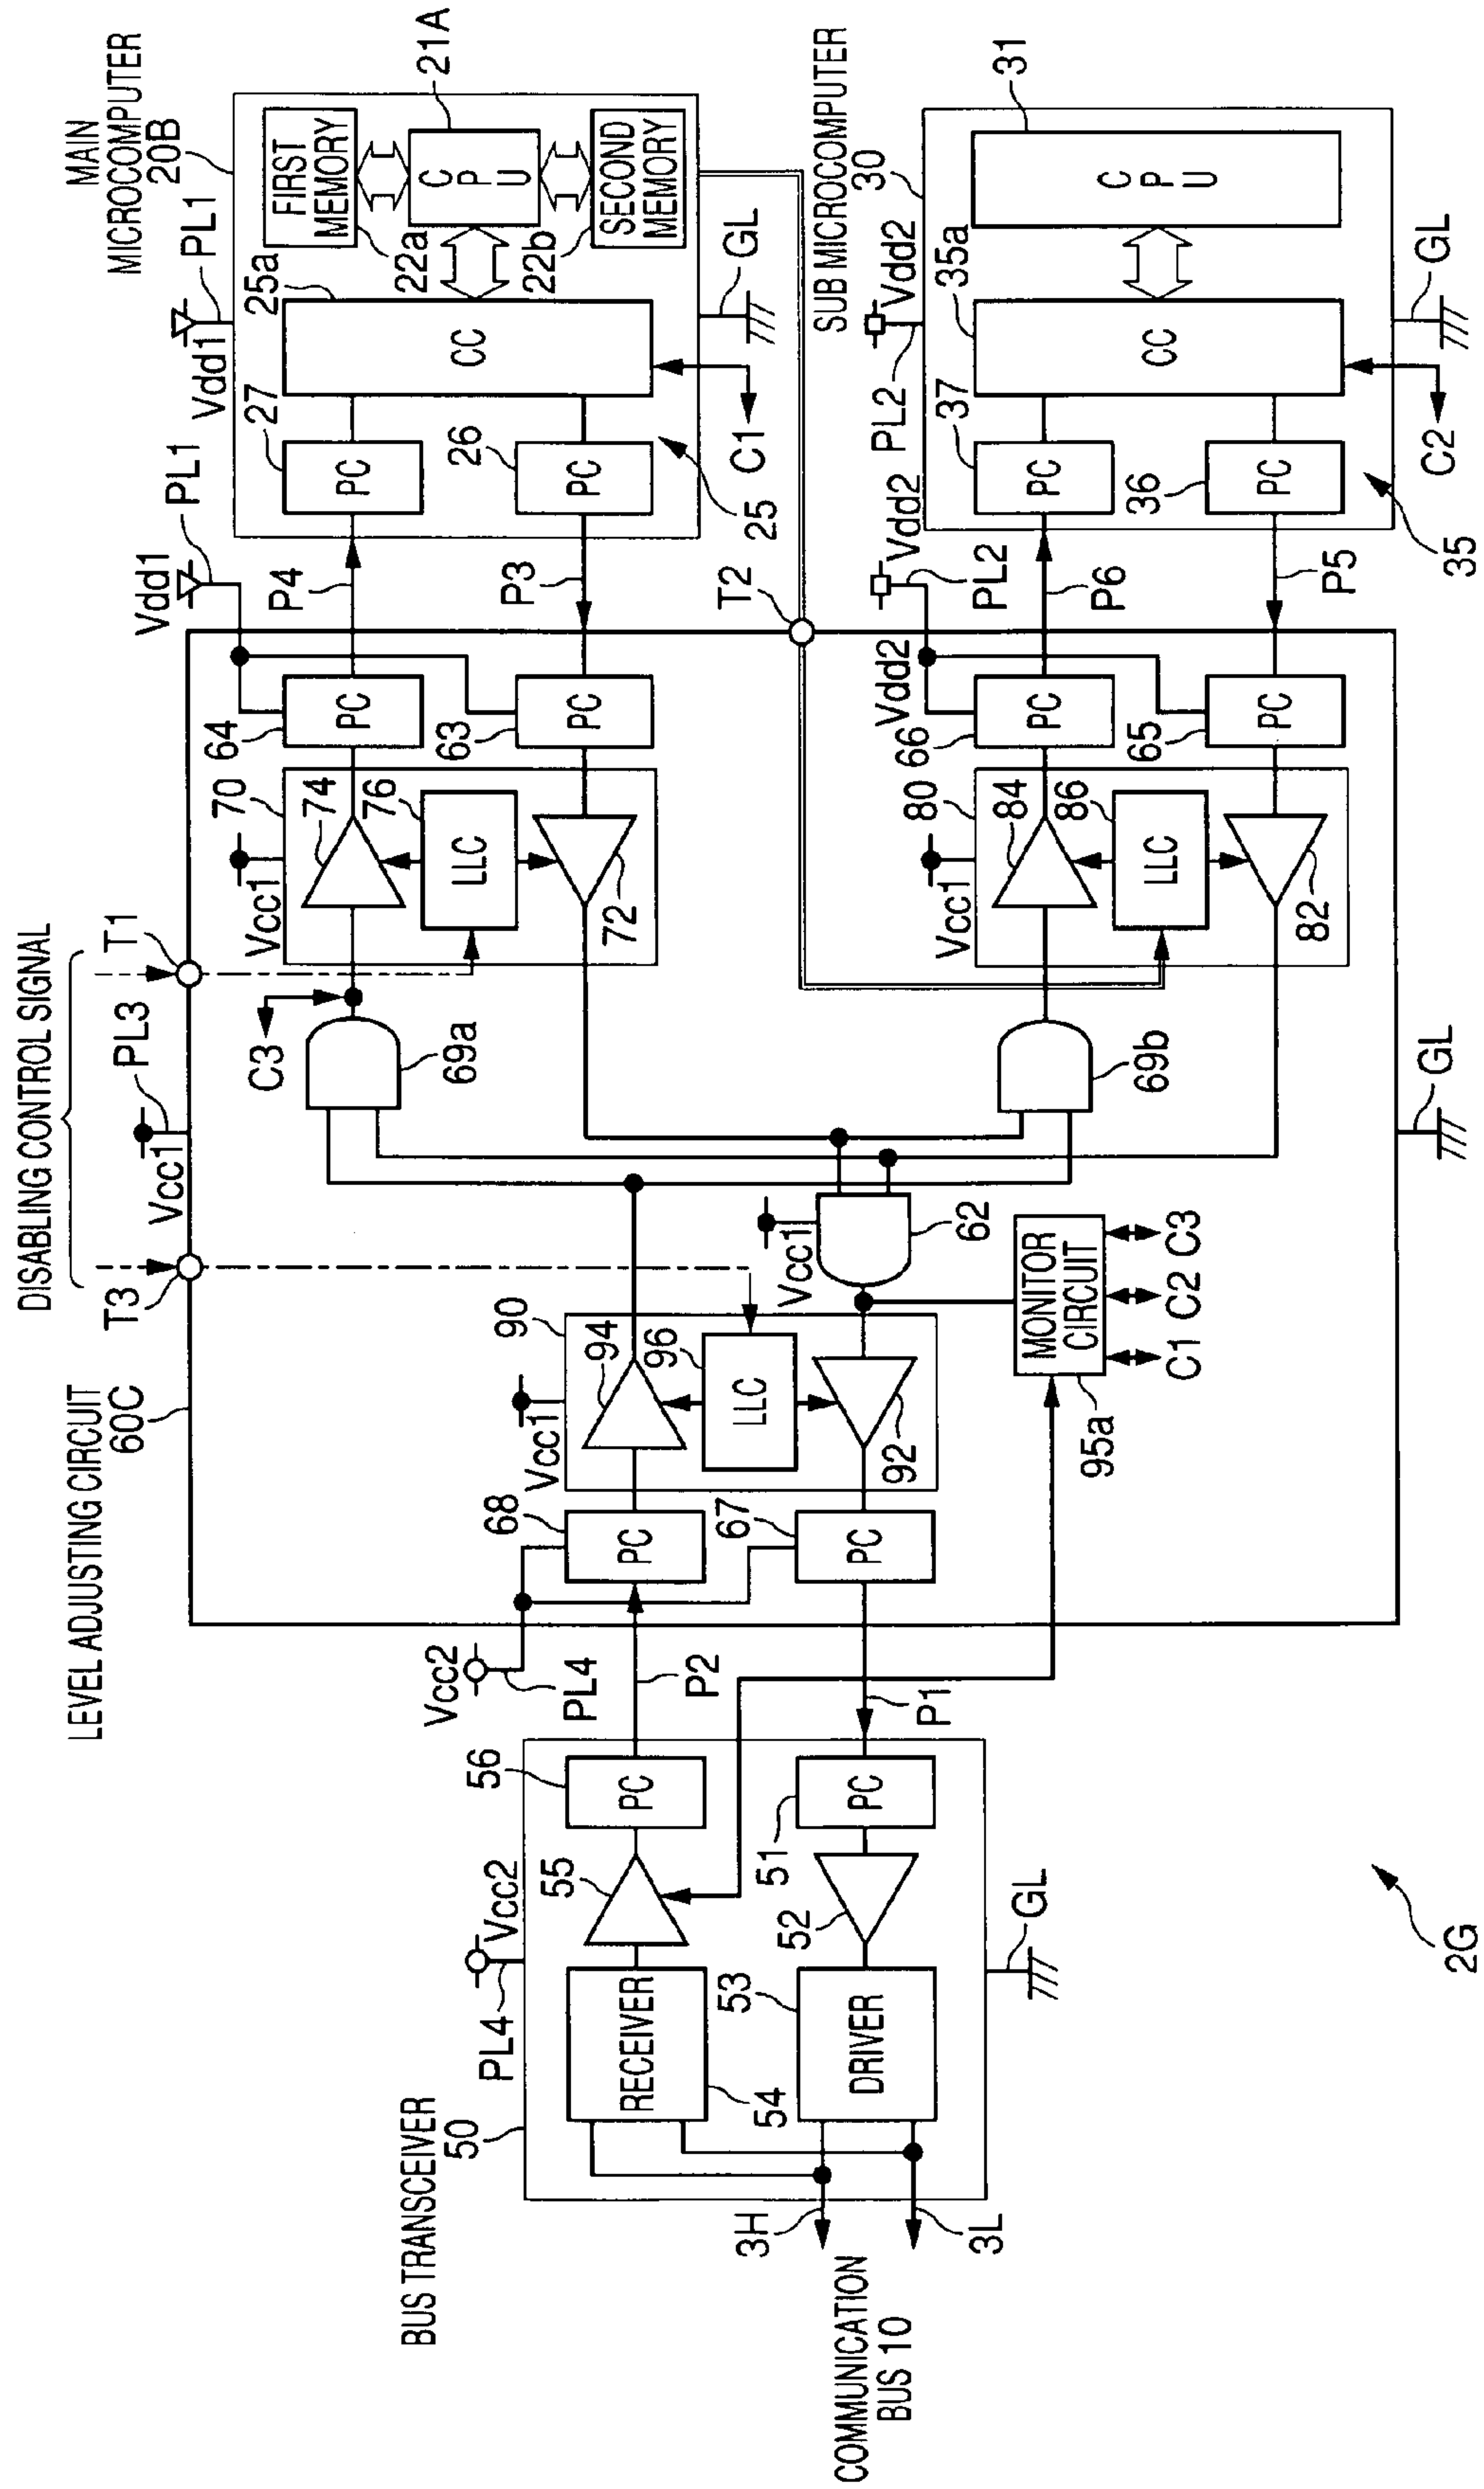 MAIN
MICROCOMPUTER
20B
Vdd1
PL1
FIRST
MEMORY
22a
CPU
21A
SECOND
MEMORY
22b
25a
CC
27
PC
26
PC
25
C1
GL
Vdd1
PL1
P4
P3
T2
SUB MICROCOMPUTER
30
PL2
Vdd2
CPU
31
35a
CC
37
PC
36
PC
35
C2
GL
Vdd2
PL2
P6
P5
LEVEL ADJUSTING CIRCUIT
60C
DISABLING CONTROL SIGNAL
T3
T1
Vcc1
PL3
C3
69a
70
Vcc1
74
76
LLC
72
64
PC
63
PC
69b
80
Vcc1
84
86
LLC
82
Vdd2
66
PC
65
PC
GL
Vcc1
62
90
Vcc1
94
96
LLC
92
MONITOR
CIRCUIT
95a
C1
C2
C3
68
PC
67
PC
Vcc2
PL4
P2
P1
BUS TRANSCEIVER
50
PL4
Vcc2
RECEIVER
54
55
56
PC
DRIVER
53
52
51
PC
GL
3H
3L
COMMUNICATION
BUS 10
2G